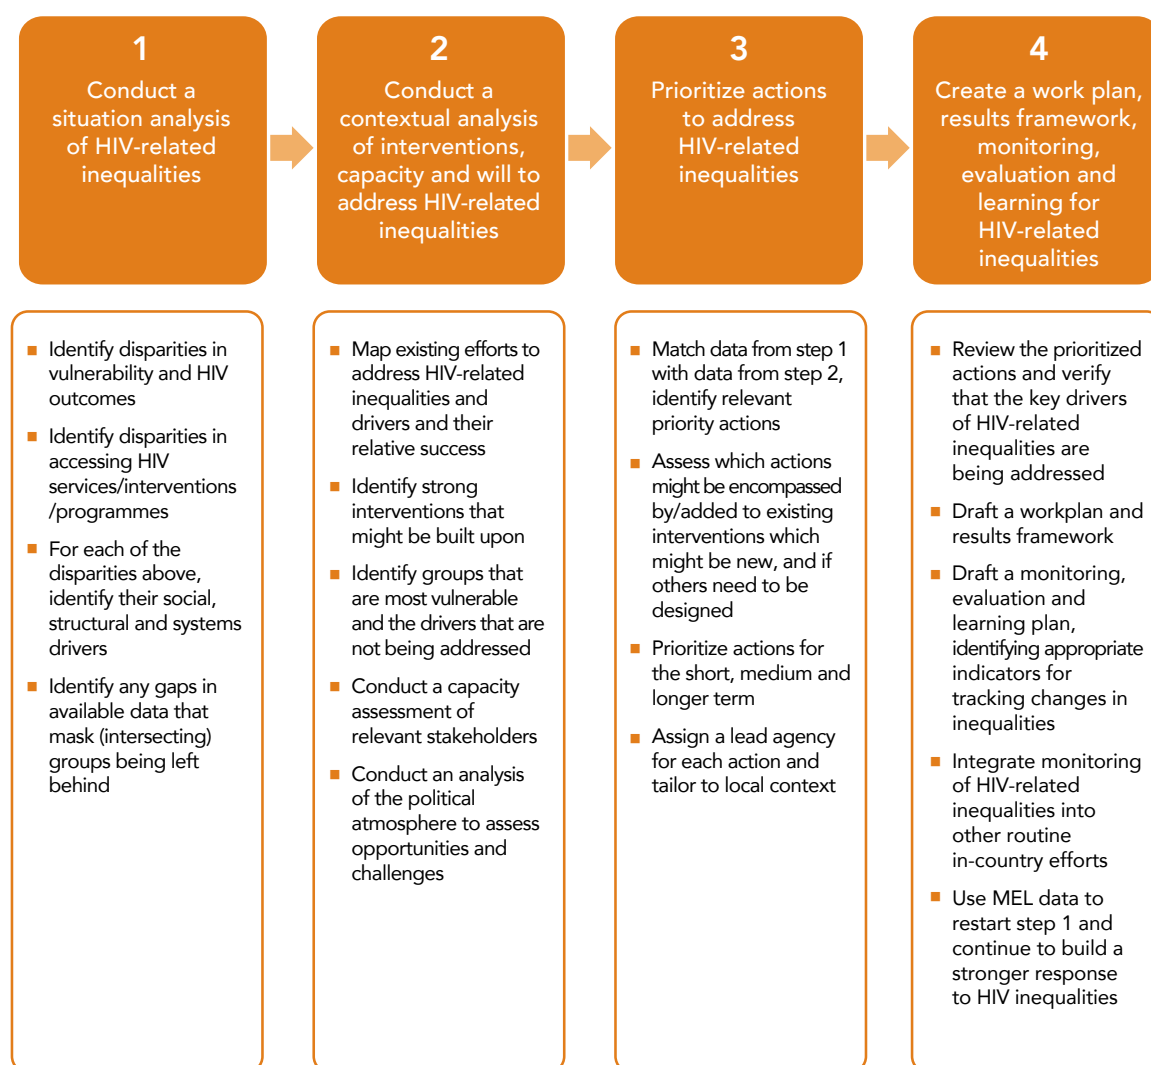 1
Conduct a
situation analysis
of HIV-related
inequalities
2
Conduct a
contextual analysis
of interventions,
capacity and will to
address HIV-related
inequalities
3
Prioritize actions
to address
HIV-related
inequalities
4
Create a work plan,
results framework,
monitoring,
evaluation and
learning for
HIV-related
inequalities
Identify disparities in
vulnerability and HIV
outcomes
Identify disparities in
accessing HIV
services/interventions
/programmes
For each of the
disparities above,
identify their social,
structural and systems
drivers
Identify any gaps in
available data that
mask (intersecting)
groups being left
behind
Map existing efforts to
address HIV-related
inequalities and
drivers and their
relative success
Identify strong
interventions that
might be built upon
Identify groups that
are most vulnerable
and the drivers that are
not being addressed
Conduct a capacity
assessment of
relevant stakeholders
Conduct an analysis
of the political
atmosphere to assess
opportunities and
challenges
Match data from step 1
with data from step 2,
identify relevant
priority actions
Assess which actions
might be encompassed
by/added to existing
interventions which
might be new, and if
others need to be
designed
Prioritize actions for
the short, medium and
longer term
Assign a lead agency
for each action and
tailor to local context
Review the prioritized
actions and verify
that the key drivers
of HIV-related
inequalities are
being addressed
Draft a workplan and
results framework
Draft a monitoring,
evaluation and
learning plan,
identifying appropriate
indicators for
tracking changes in
inequalities
Integrate monitoring
of HIV-related
inequalities into
other routine
in-country efforts
Use MEL data to
restart step 1 and
continue to build a
stronger response
to HIV inequalities